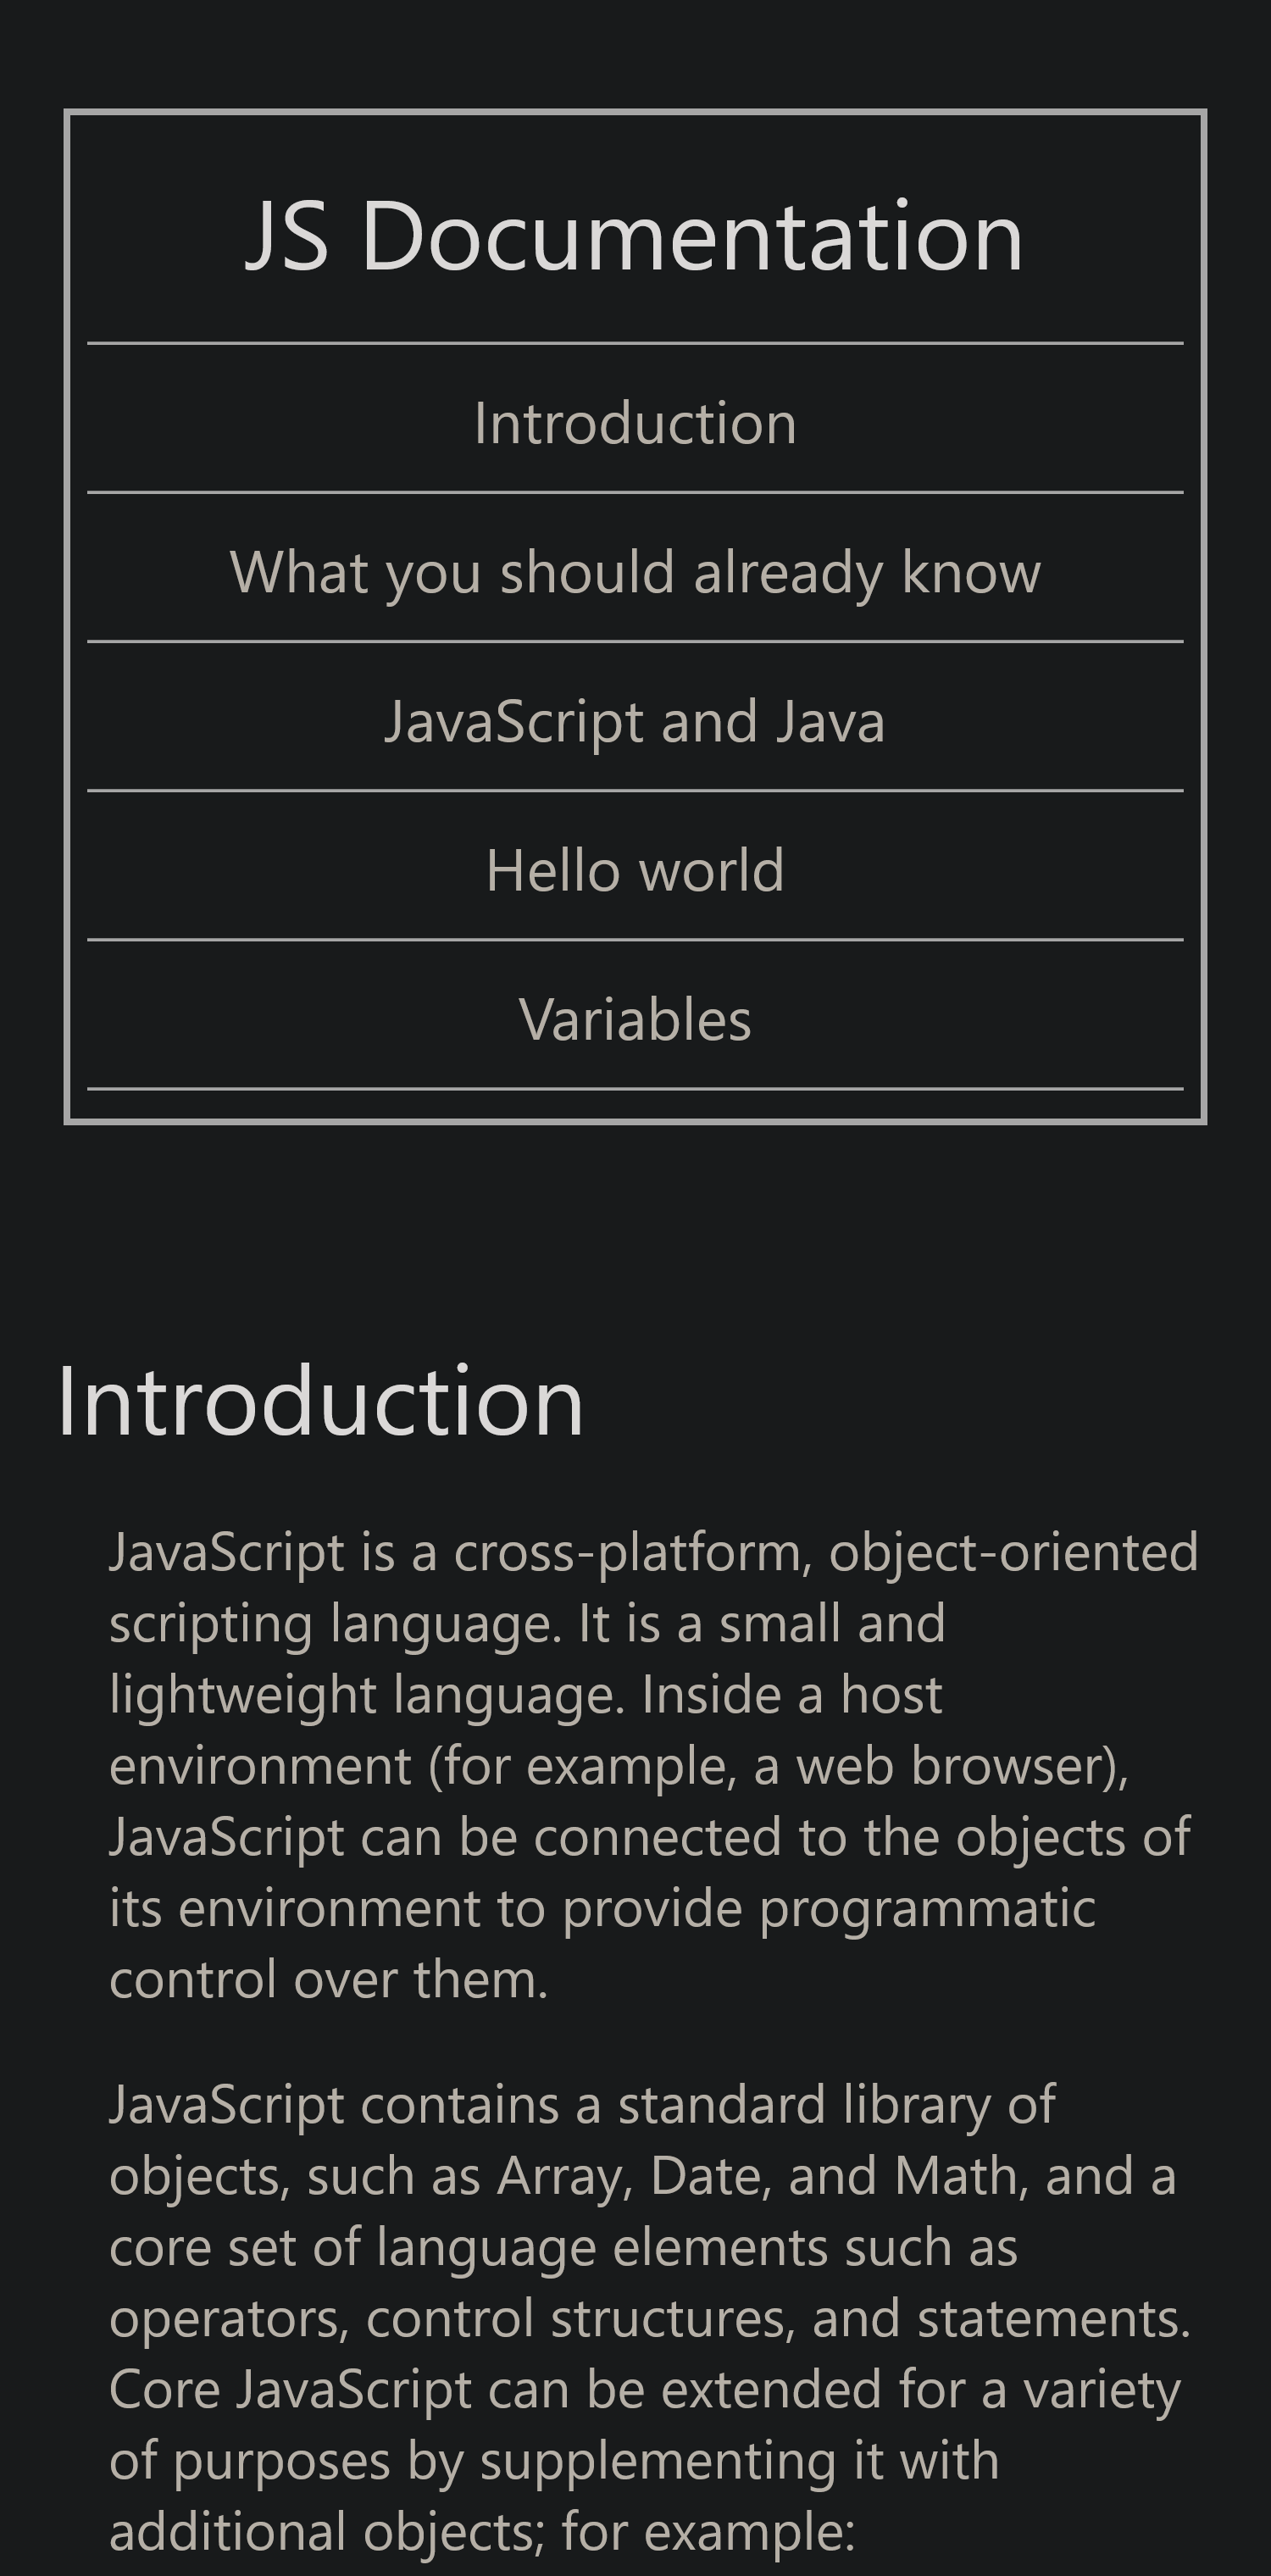 JS Documentation
Introduction
What you should already know
JavaScript and Java
Hello world
Variables
Introduction
JavaScript is a cross-platform, object-oriented
scripting language. It is a small and
lightweight language. Inside a host
environment (for example, a web browser),
JavaScript can be connected to the objects of
its environment to provide programmatic
control over them.
JavaScript contains a standard library of
objects, such as Array, Date, and Math, and a
core set of language elements such as
operators, control structures, and statements.
Core JavaScript can be extended for a variety
of purposes by supplementing it with
additional objects; for example: